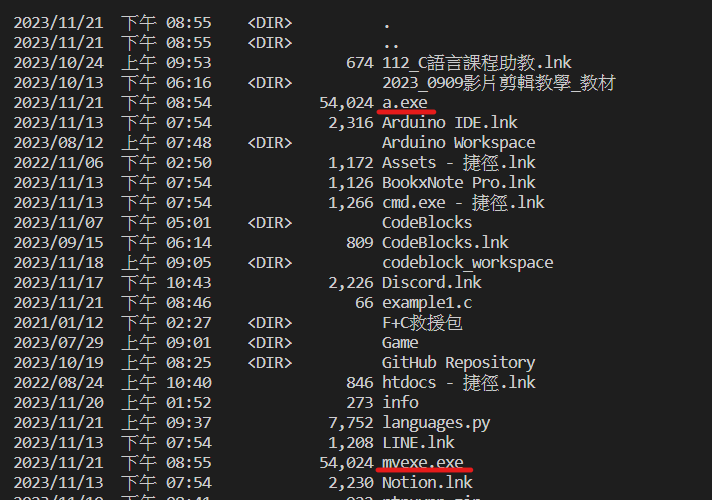 2023/11/21 下午 08:55 <DIR> .
2023/11/21 下午 08:55 <DIR> ..
2023/10/24 上午 09:53 674 112_C語言課程助教.lnk
2023/10/13 下午 06:16 <DIR> 2023_0909影片剪輯教學_教材
2023/11/21 下午 08:54 54,024 a.exe
2023/11/13 下午 07:54 2,316 Arduino IDE.lnk
2023/08/12 下午 07:48 <DIR> Arduino Workspace
2022/11/06 下午 02:50 1,172 Assets - 捷徑.lnk
2023/11/13 下午 07:54 1,126 BookxNote Pro.lnk
2023/11/13 下午 07:54 1,266 cmd.exe - 捷徑.lnk
2023/11/07 下午 05:01 <DIR> CodeBlocks
2023/09/15 下午 06:14 809 CodeBlocks.lnk
2023/11/18 上午 09:05 <DIR> codeblock_workspace
2023/11/17 下午 10:43 2,226 Discord.lnk
2023/11/21 下午 08:46 66 example1.c
2021/01/12 下午 02:27 <DIR> F+C救援包
2023/07/29 上午 09:01 <DIR> Game
2023/10/19 上午 08:25 <DIR> GitHub Repository
2022/08/24 上午 10:40 846 htdocs - 捷徑.lnk
2023/11/20 上午 01:52 273 info
2023/11/21 上午 09:37 7,752 languages.py
2023/11/13 下午 07:54 1,208 LINE.lnk
2023/11/21 下午 08:55 54,024 myexe.exe
2023/11/13 下午 07:54 2,230 Notion.lnk